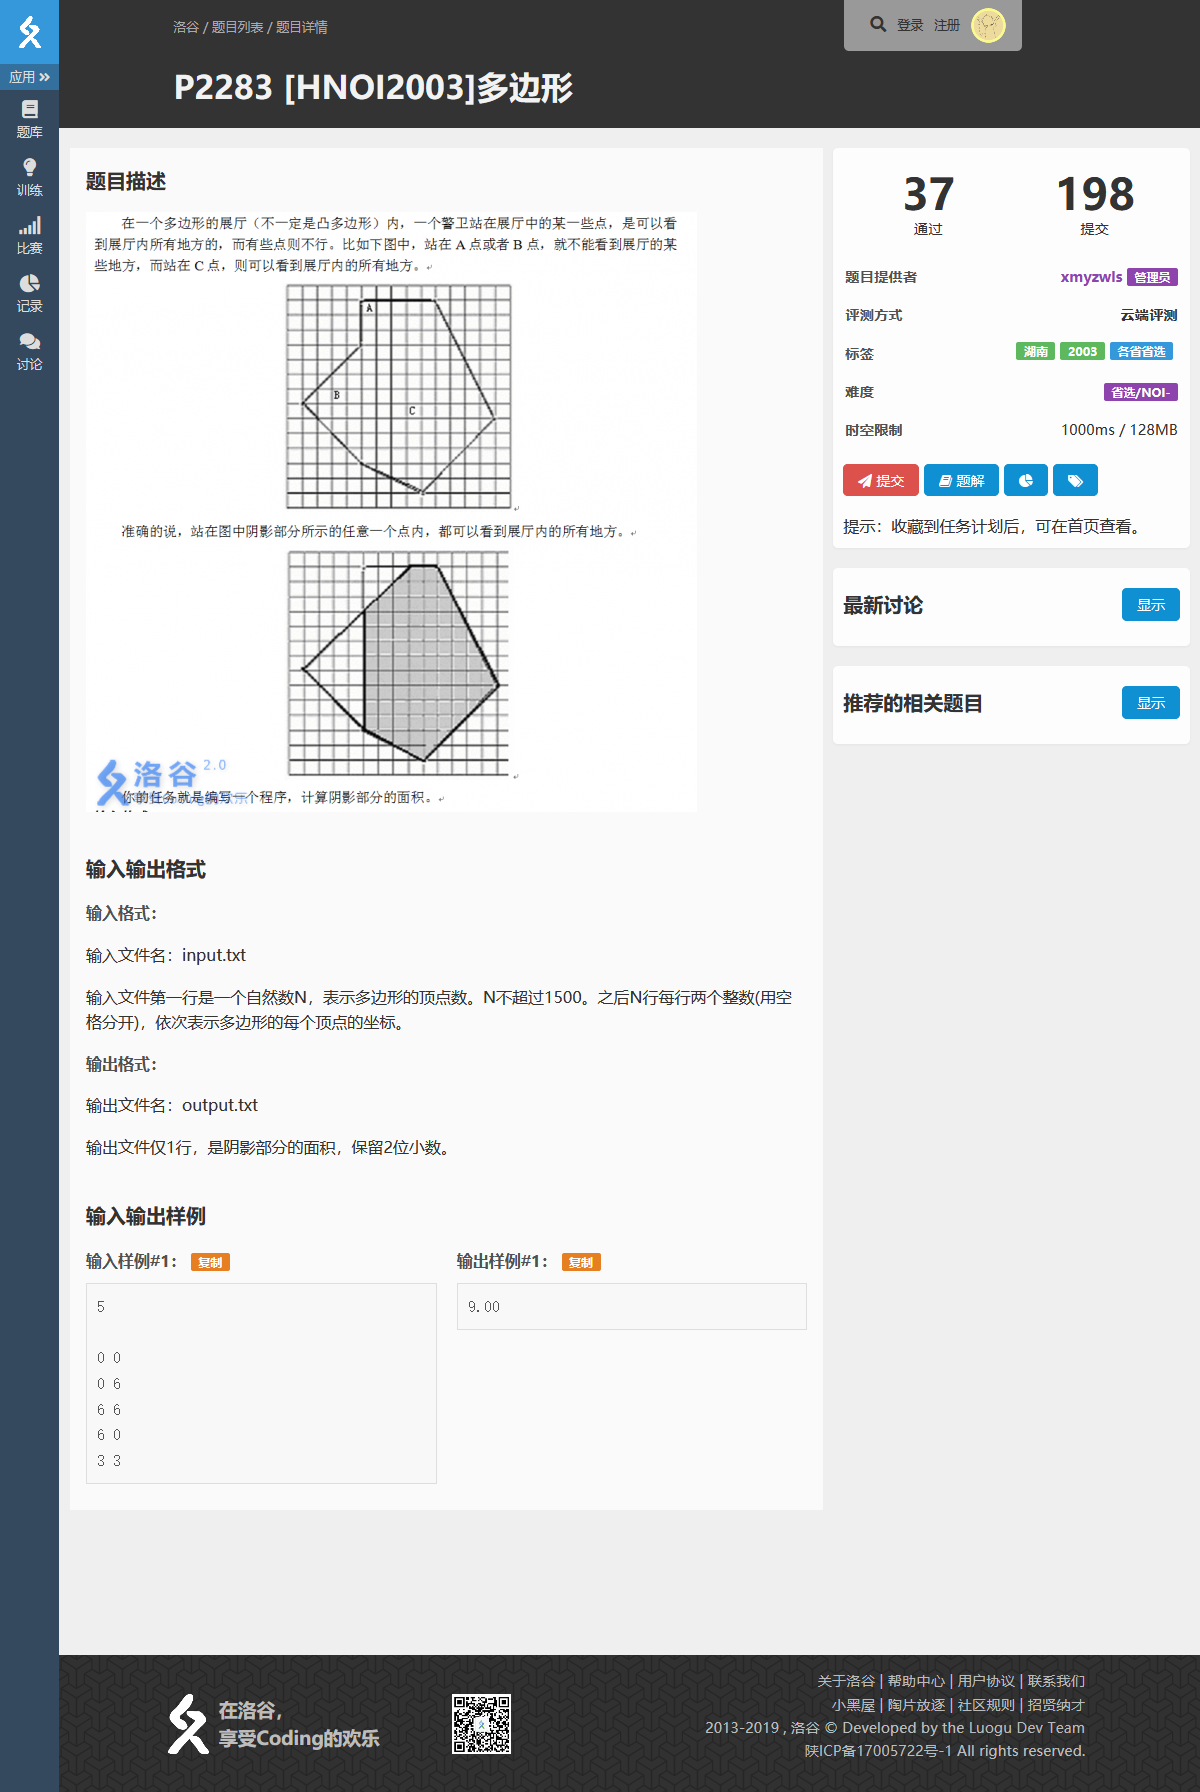 洛谷 / 题目列表 / 题目详情
登录 注册
P2283 [HNOI2003]多边形
应用
题库
训练
比赛
记录
讨论
题目描述
在一个多边形的展厅（不一定是凸多边形）内，一个警卫站在展厅中的某一些点，是可以看
到展厅内所有地方的，而有些点则不行。比如下图中，站在 A 点或者 B 点，就不能看到展厅的某
些地方，而站在 C 点，则可以看到展厅内的所有地方。
A
B
C
准确的说，站在图中阴影部分所示的任意一个点内，都可以看到展厅内的所有地方。
洛谷 2.0
你的任务就是编写一个程序，计算阴影部分的面积。
输入输出格式
输入格式：
输入文件名：input.txt
输入文件第一行是一个自然数N，表示多边形的顶点数。N不超过1500。之后N行每行两个整数(用空
格分开)，依次表示多边形的每个顶点的坐标。
输出格式：
输出文件名：output.txt
输出文件仅1行，是阴影部分的面积，保留2位小数。
输入输出样例
输入样例#1： 复制
5
0 0
0 6
6 6
6 0
3 3
输出样例#1： 复制
9.00
37
通过
198
提交
题目提供者 xmyzwls 管理员
评测方式 云端评测
标签 湖南 2003 各省省选
难度 省选/NOI-
时空限制 1000ms / 128MB
提交 题解
提示：收藏到任务计划后，可在首页查看。
最新讨论 显示
推荐的相关题目 显示
在洛谷，
享受Coding的欢乐
关于洛谷 | 帮助中心 | 用户协议 | 联系我们
小黑屋 | 陶片放逐 | 社区规则 | 招贤纳才
2013-2019 , 洛谷 © Developed by the Luogu Dev Team
陕ICP备17005722号-1 All rights reserved.